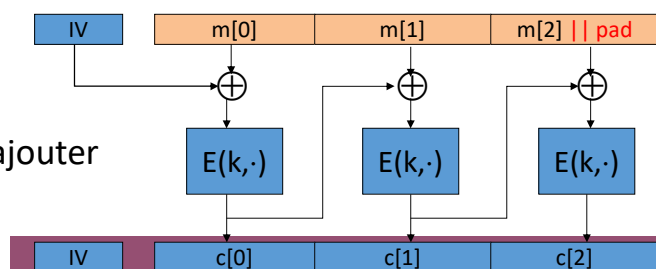 IV m[0] m[1] m[2] || pad
ajouter
E(k,·) E(k,·) E(k,·)
IV c[0] c[1] c[2]